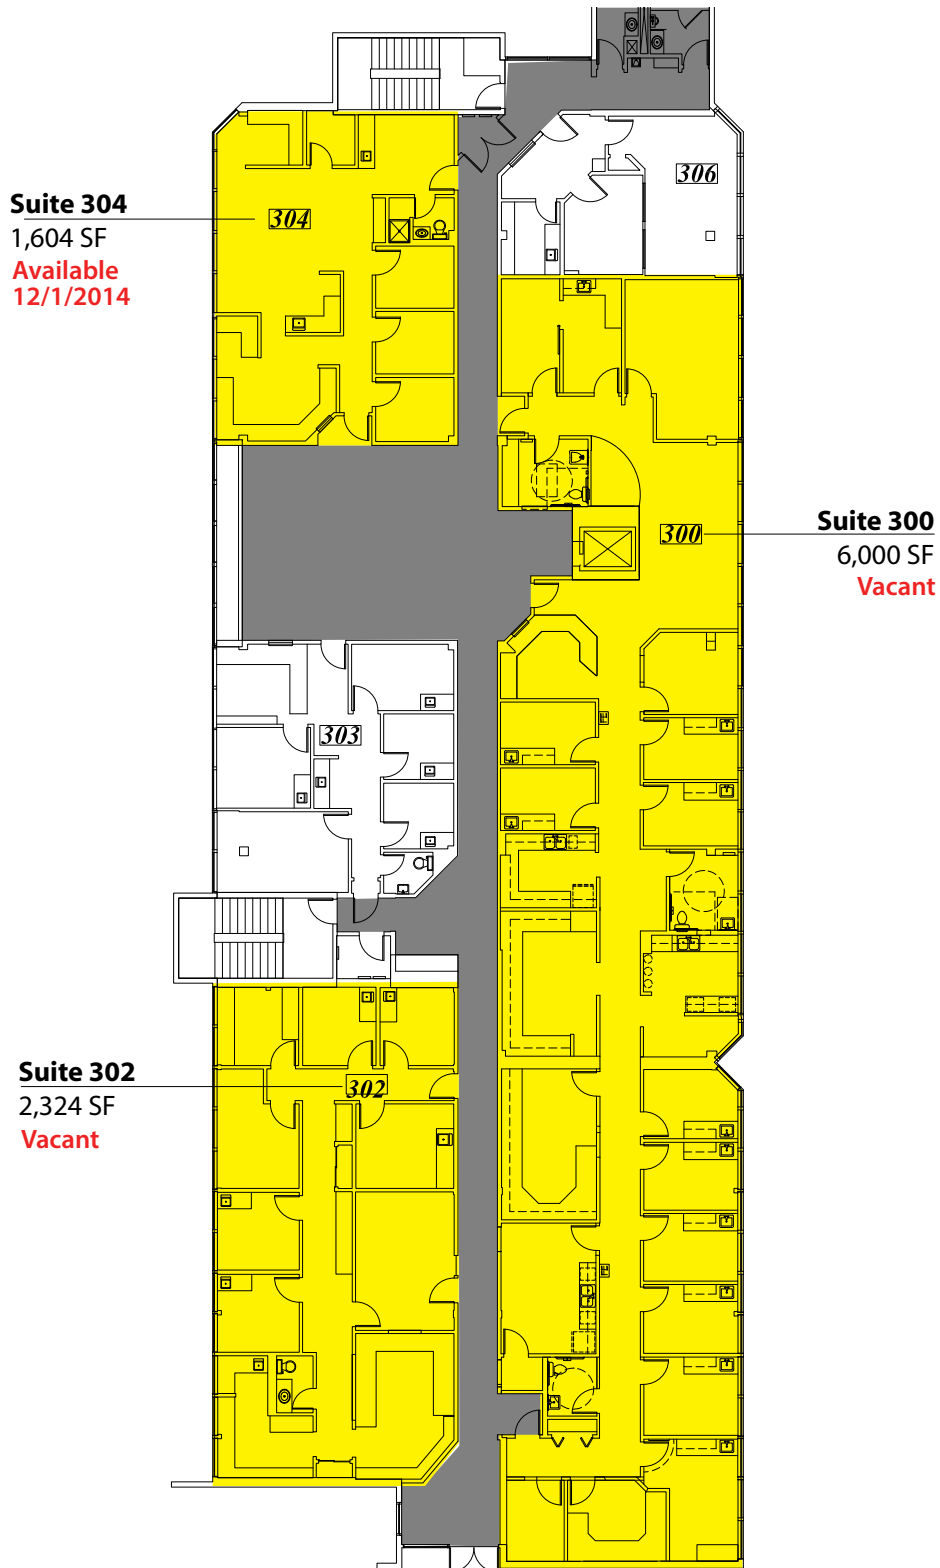 306
Suite 304
304
1,604 SF
Available
12/1/2014
Suite 300
300
6,000 SF
Vacant
303
Suite 302
302
2,324 SF
Vacant